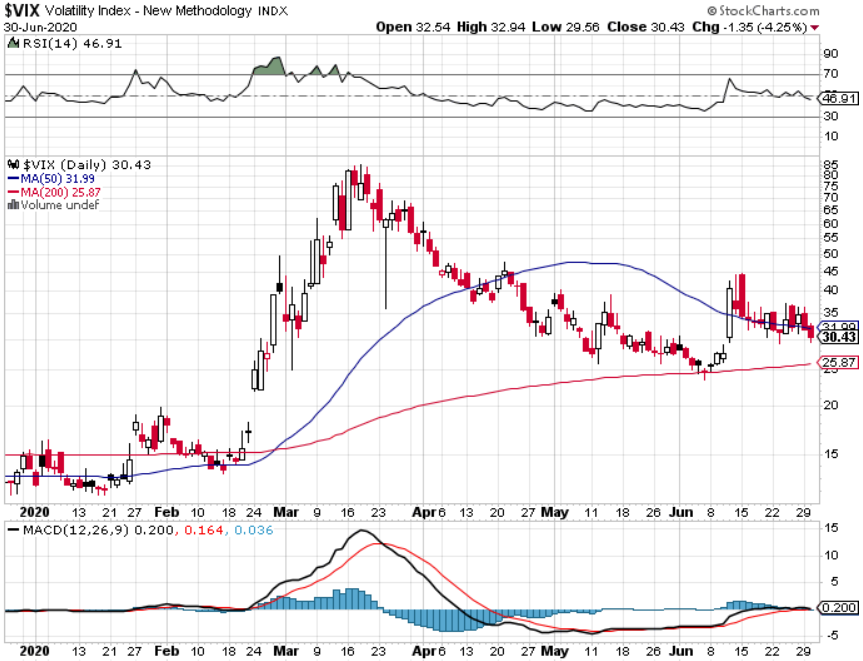 $VIX Volatility Index - New Methodology INDX © StockCharts.com
30-Jun-2020 Open 32.54 High 32.94 Low 29.56 Close 30.43 Chg -1.35 (-4.25%)
RSI(14) 46.91
90
70
46.91
30
10
$VIX (Daily) 30.43
MA(50) 31.99
MA(200) 25.87
Volume undef
85
80
75
70
65
60
55
50
45
40
35
31.99
30.43
25.87
20
15
2020 13 21 27 Feb 10 18 24 Mar 9 16 23 Apr 6 13 20 27 May 11 18 26 Jun 8 15 22 29
MACD(12,26,9) 0.200, 0.164, 0.036
15
10
5
0.200
-5
2020 13 21 27 Feb 10 18 24 Mar 9 16 23 Apr 6 13 20 27 May 11 18 26 Jun 8 15 22 29